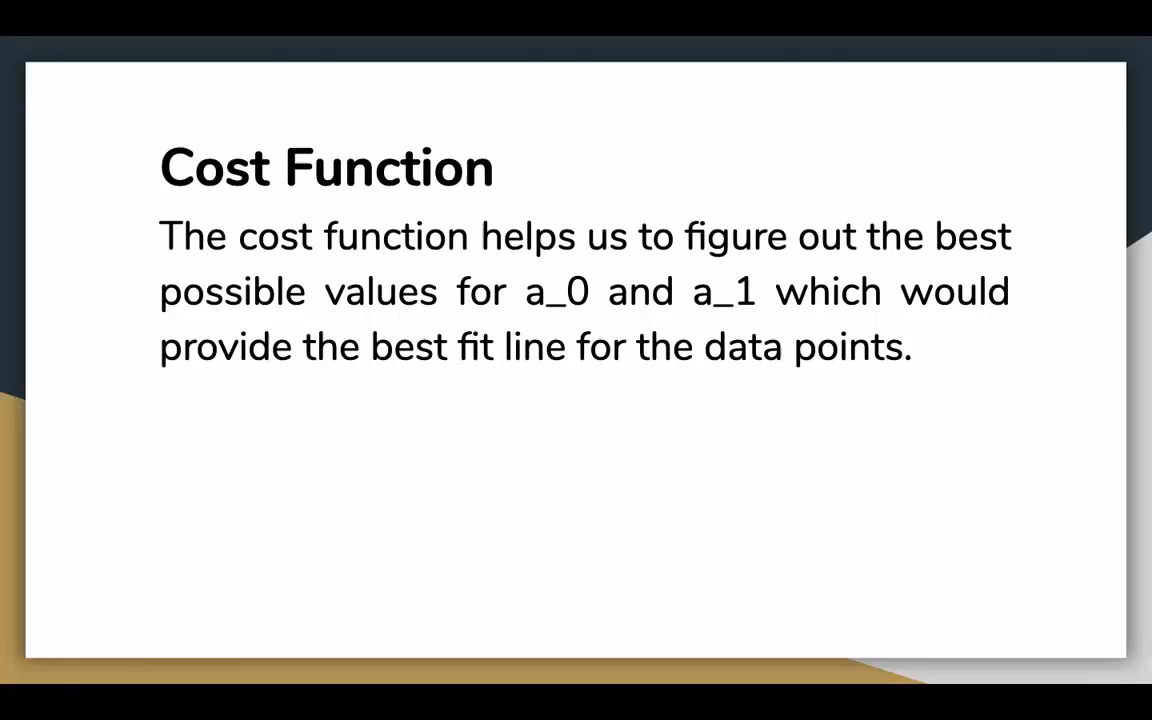 Cost Function
The cost function helps us to figure out the best
possible values for a_0 and a_1 which would
provide the best fit line for the data points.